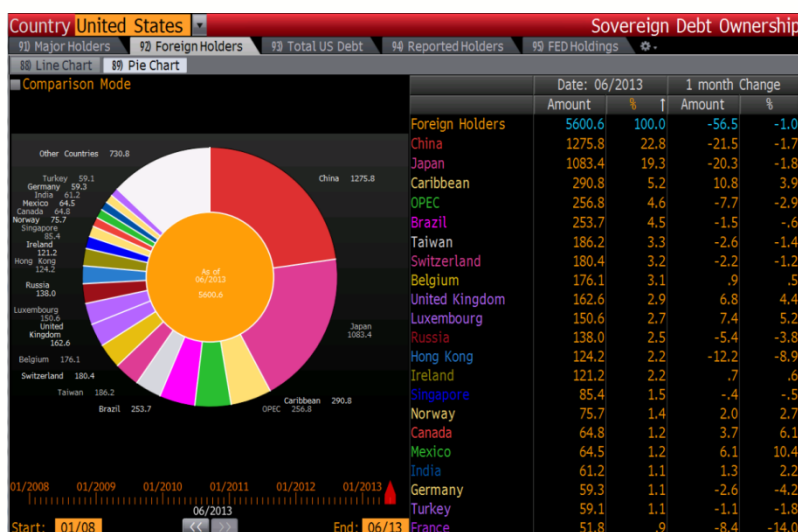 Country United States Sovereign Debt Ownership
91) Major Holders 92) Foreign Holders 93) Total US Debt 94) Reported Holders 95) FED Holdings
88) Line Chart 89) Pie Chart
Comparison Mode
Date: 06/2013 1 month Change
Amount % ↑ Amount %
Foreign Holders 5600.6 100.0 -56.5 -1.0
China 1275.8 22.8 -21.5 -1.7
Japan 1083.4 19.3 -20.3 -1.8
Caribbean 290.8 5.2 10.8 3.9
OPEC 256.8 4.6 -7.7 -2.9
Brazil 253.7 4.5 -1.5 -.6
Taiwan 186.2 3.3 -2.6 -1.4
Switzerland 180.4 3.2 -2.2 -1.2
Belgium 176.1 3.1 .9 .5
United Kingdom 162.6 2.9 6.8 4.4
Luxembourg 150.6 2.7 7.4 5.2
Russia 138.0 2.5 -5.4 -3.8
Hong Kong 124.2 2.2 -12.2 -8.9
Ireland 121.2 2.2 .7 .6
Singapore 85.4 1.5 -.4 -.5
Norway 75.7 1.4 2.0 2.7
Canada 64.8 1.2 3.7 6.1
Mexico 64.5 1.2 6.1 10.4
India 61.2 1.1 1.3 2.2
Germany 59.3 1.1 -2.6 -4.2
Turkey 59.1 1.1 -1.1 -1.8
France 51.8 .9 -8.4 -14.0
Other Countries 730.8
Turkey 59.1
Germany 59.3
India 61.2
Mexico 64.5
Canada 64.8
Norway 75.7
Singapore
85.4
Ireland
121.2
Hong Kong
124.2
Russia
138.0
Luxembourg
150.6
United
Kingdom
162.6
Belgium 176.1
Switzerland 180.4
Taiwan 186.2
Brazil 253.7
OPEC 256.8
Caribbean 290.8
Japan
1083.4
China 1275.8
As of
06/2013
5600.6
01/2008 01/2009 01/2010 01/2011 01/2012 01/2013
06/2013
Start: 01/08 << >> End: 06/13